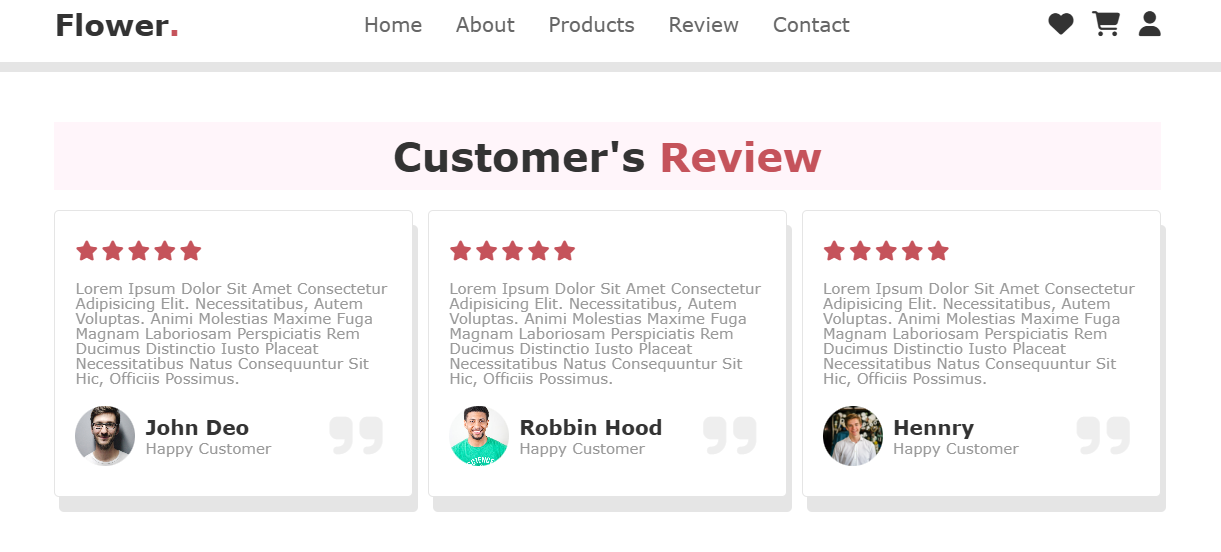 Flower.
Home About Products Review Contact
Customer's Review
Lorem Ipsum Dolor Sit Amet Consectetur
Adipisicing Elit. Necessitatibus, Autem
Voluptas. Animi Molestias Maxime Fuga
Magnam Laboriosam Perspiciatis Rem
Ducimus Distinctio Iusto Placeat
Necessitatibus Natus Consequuntur Sit
Hic, Officiis Possimus.
John Deo
Happy Customer
Lorem Ipsum Dolor Sit Amet Consectetur
Adipisicing Elit. Necessitatibus, Autem
Voluptas. Animi Molestias Maxime Fuga
Magnam Laboriosam Perspiciatis Rem
Ducimus Distinctio Iusto Placeat
Necessitatibus Natus Consequuntur Sit
Hic, Officiis Possimus.
Robbin Hood
Happy Customer
Lorem Ipsum Dolor Sit Amet Consectetur
Adipisicing Elit. Necessitatibus, Autem
Voluptas. Animi Molestias Maxime Fuga
Magnam Laboriosam Perspiciatis Rem
Ducimus Distinctio Iusto Placeat
Necessitatibus Natus Consequuntur Sit
Hic, Officiis Possimus.
Hennry
Happy Customer